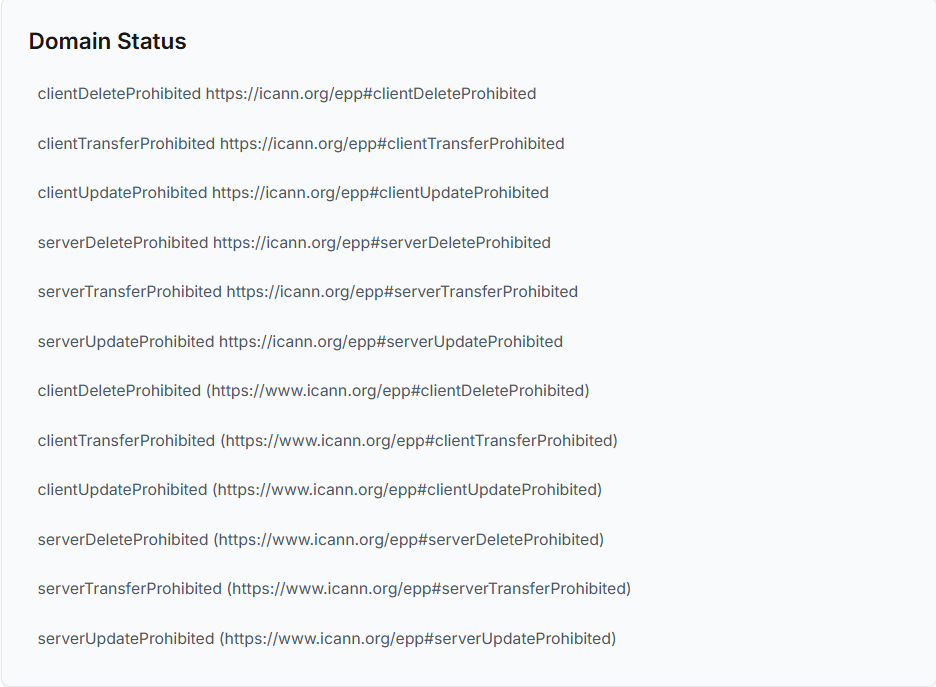 Domain Status
clientDeleteProhibited https://icann.org/epp#clientDeleteProhibited
clientTransferProhibited https://icann.org/epp#clientTransferProhibited
clientUpdateProhibited https://icann.org/epp#clientUpdateProhibited
serverDeleteProhibited https://icann.org/epp#serverDeleteProhibited
serverTransferProhibited https://icann.org/epp#serverTransferProhibited
serverUpdateProhibited https://icann.org/epp#serverUpdateProhibited
clientDeleteProhibited (https://www.icann.org/epp#clientDeleteProhibited)
clientTransferProhibited (https://www.icann.org/epp#clientTransferProhibited)
clientUpdateProhibited (https://www.icann.org/epp#clientUpdateProhibited)
serverDeleteProhibited (https://www.icann.org/epp#serverDeleteProhibited)
serverTransferProhibited (https://www.icann.org/epp#serverTransferProhibited)
serverUpdateProhibited (https://www.icann.org/epp#serverUpdateProhibited)